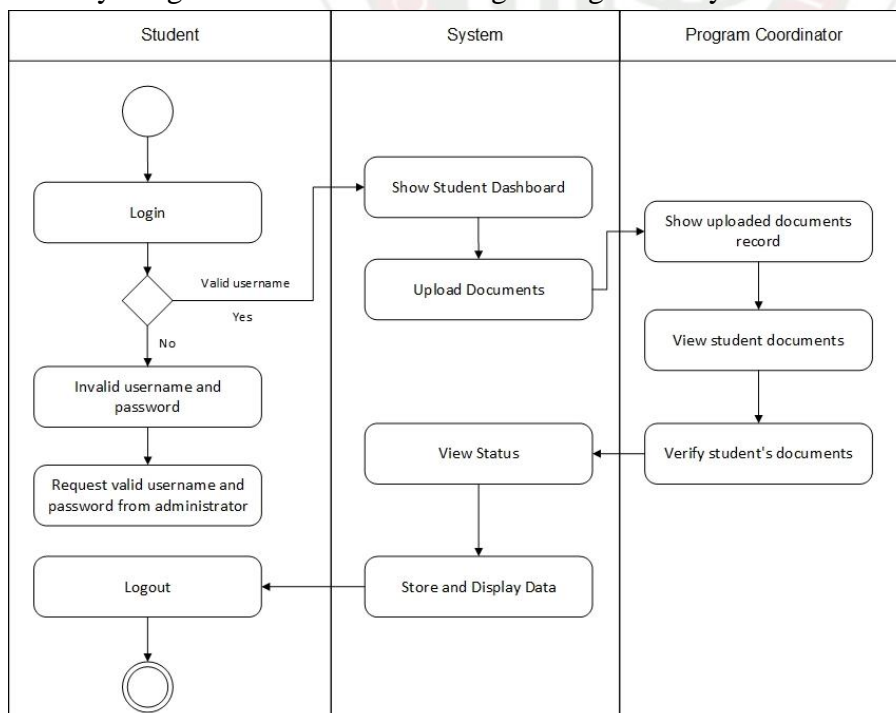 Student
System
Program Coordinator
Login
Valid username
Yes
No
Invalid username and
password
Request valid username and
password from administrator
Logout
Show Student Dashboard
Upload Documents
View Status
Store and Display Data
Show uploaded documents
record
View student documents
Verify student's documents